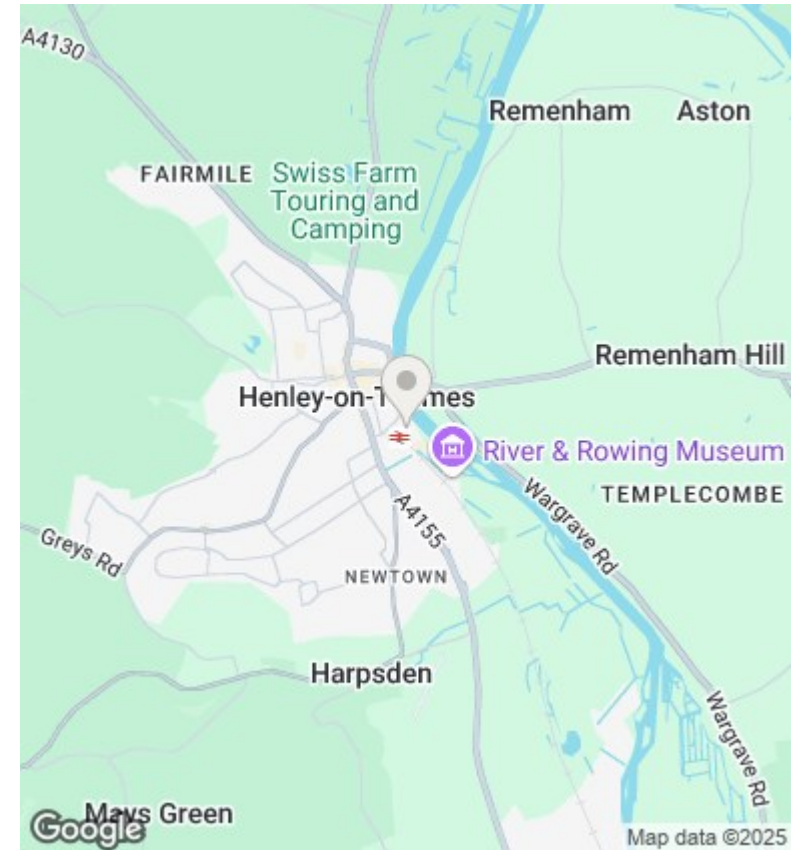 A4130
Remenham
Aston
FAIRMILE
Swiss Farm
Touring and
Camping
Remenham Hill
Henley-on-Thames
River & Rowing Museum
TEMPLECOMBE
Wargrave Rd
A4155
Greys Rd
NEWTOWN
Harpsden
Wargrave Rd
Mays Green
Google
Map data ©2025